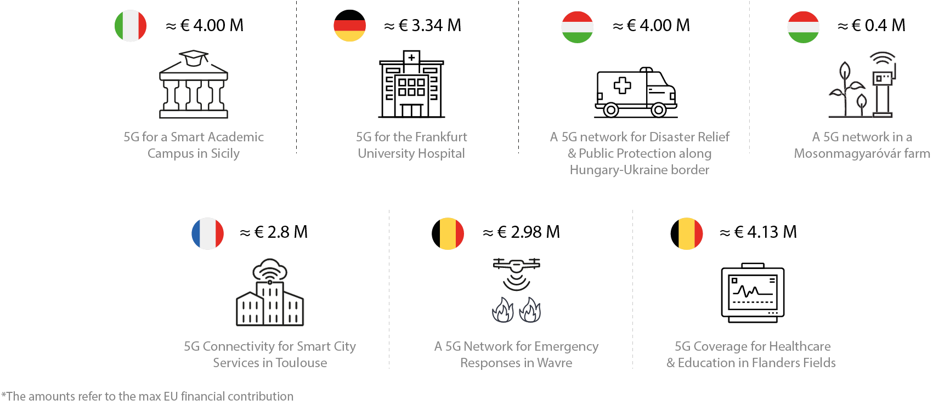 ≈ € 4.00 M
5G for a Smart Academic
Campus in Sicily
≈ € 3.34 M
5G for the Frankfurt
University Hospital
≈ € 4.00 M
A 5G network for Disaster Relief
& Public Protection along
Hungary-Ukraine border
≈ € 0.4 M
A 5G network in a
Mosonmagyaróvár farm
≈ € 2.8 M
5G Connectivity for Smart City
Services in Toulouse
≈ € 2.98 M
A 5G Network for Emergency
Responses in Wavre
≈ € 4.13 M
5G Coverage for Healthcare
& Education in Flanders Fields
*The amounts refer to the max EU financial contribution